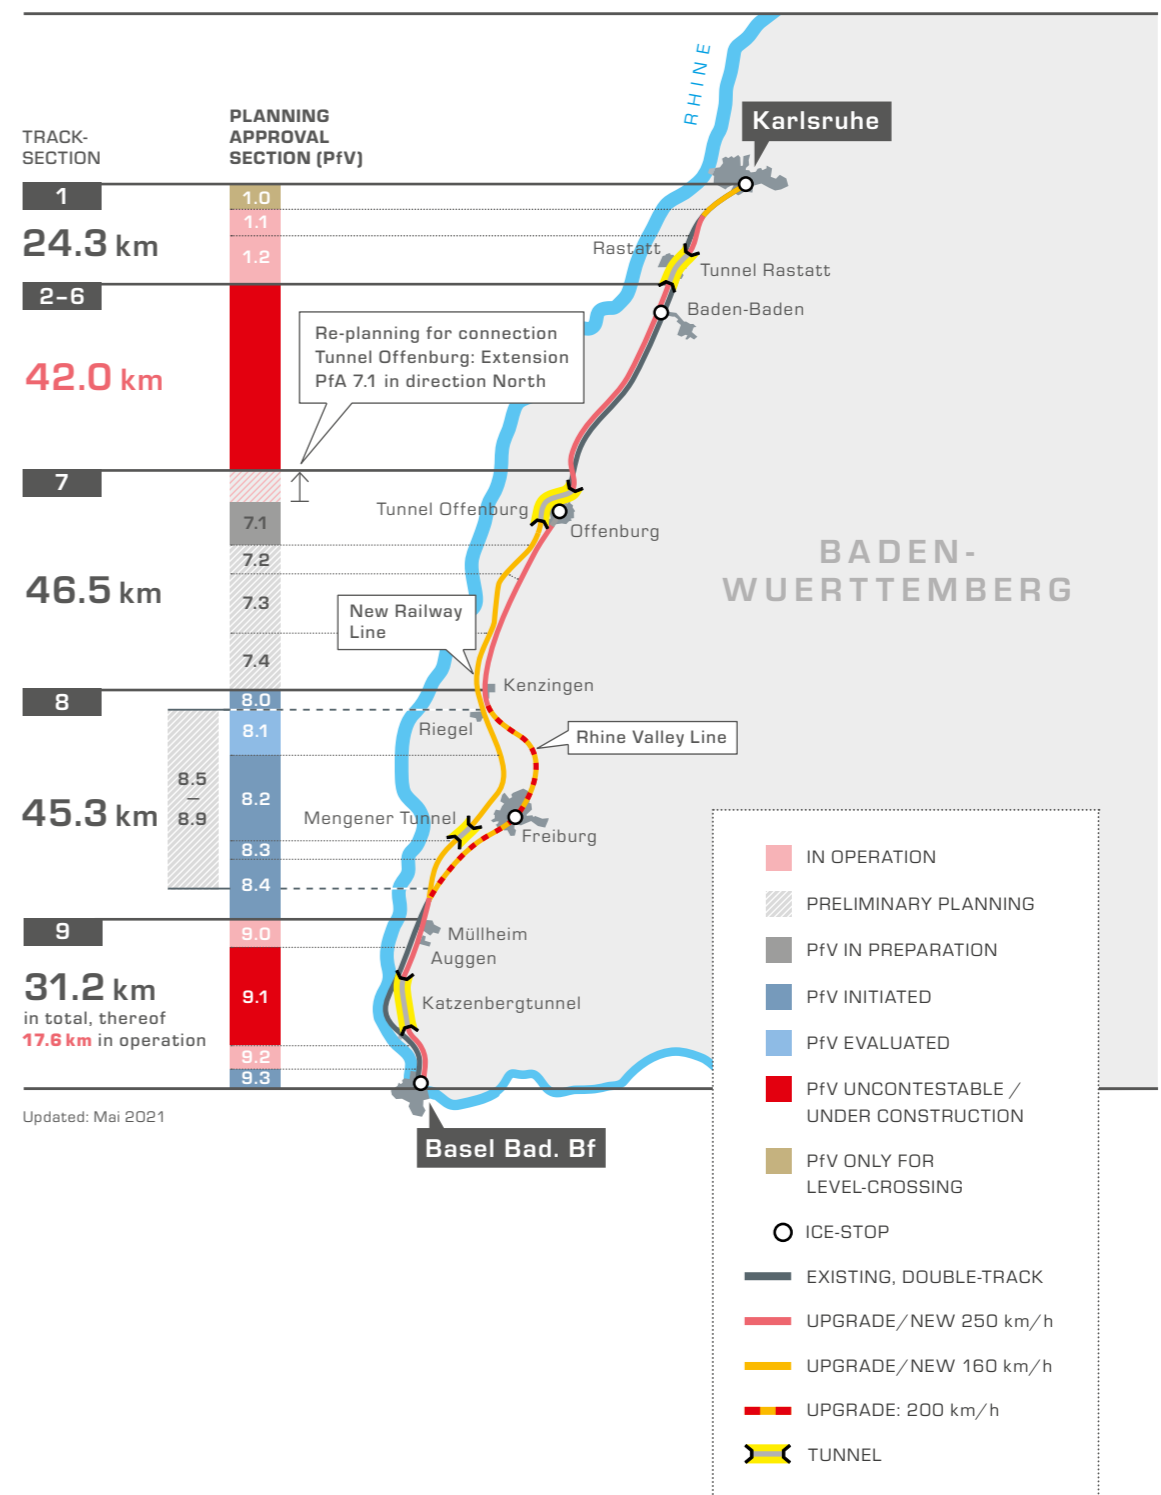 RHINE
Karlsruhe
TRACK-
SECTION
PLANNING
APPROVAL
SECTION (PfV)
1
1.0
24.3 km
1.1
1.2
Rastatt
Tunnel Rastatt
2–6
Baden-Baden
42.0 km
Re-planning for connection
Tunnel Offenburg: Extension
PfA 7.1 in direction North
7
7.1
Tunnel Offenburg
Offenburg
BADEN-
WUERTTEMBERG
7.2
46.5 km
7.3
New Railway
Line
7.4
Kenzingen
8
8.0
8.1
Riegel
Rhine Valley Line
8.5
–
8.9
45.3 km
8.2
Mengener Tunnel
Freiburg
8.3
8.4
9
9.0
Müllheim
Auggen
31.2 km
in total, thereof
17.6 km in operation
9.1
Katzenbergtunnel
9.2
9.3
Updated: Mai 2021
Basel Bad. Bf
IN OPERATION
PRELIMINARY PLANNING
PfV IN PREPARATION
PfV INITIATED
PfV EVALUATED
PfV UNCONTESTABLE /
UNDER CONSTRUCTION
PfV ONLY FOR
LEVEL-CROSSING
ICE-STOP
EXISTING, DOUBLE-TRACK
UPGRADE/NEW 250 km/h
UPGRADE/NEW 160 km/h
UPGRADE: 200 km/h
TUNNEL